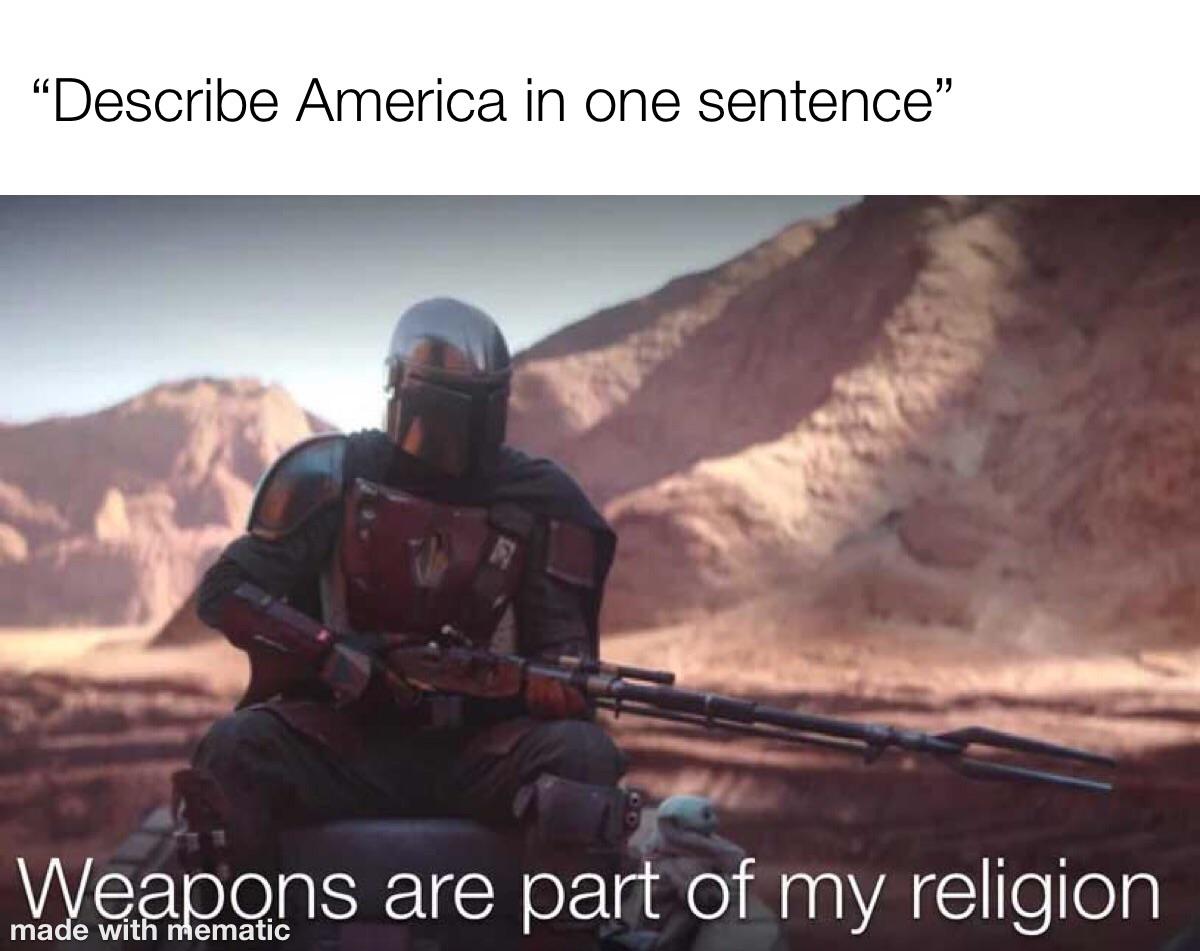 “Describe America in one sentence”
Weapons are part of my religion
made with mematic